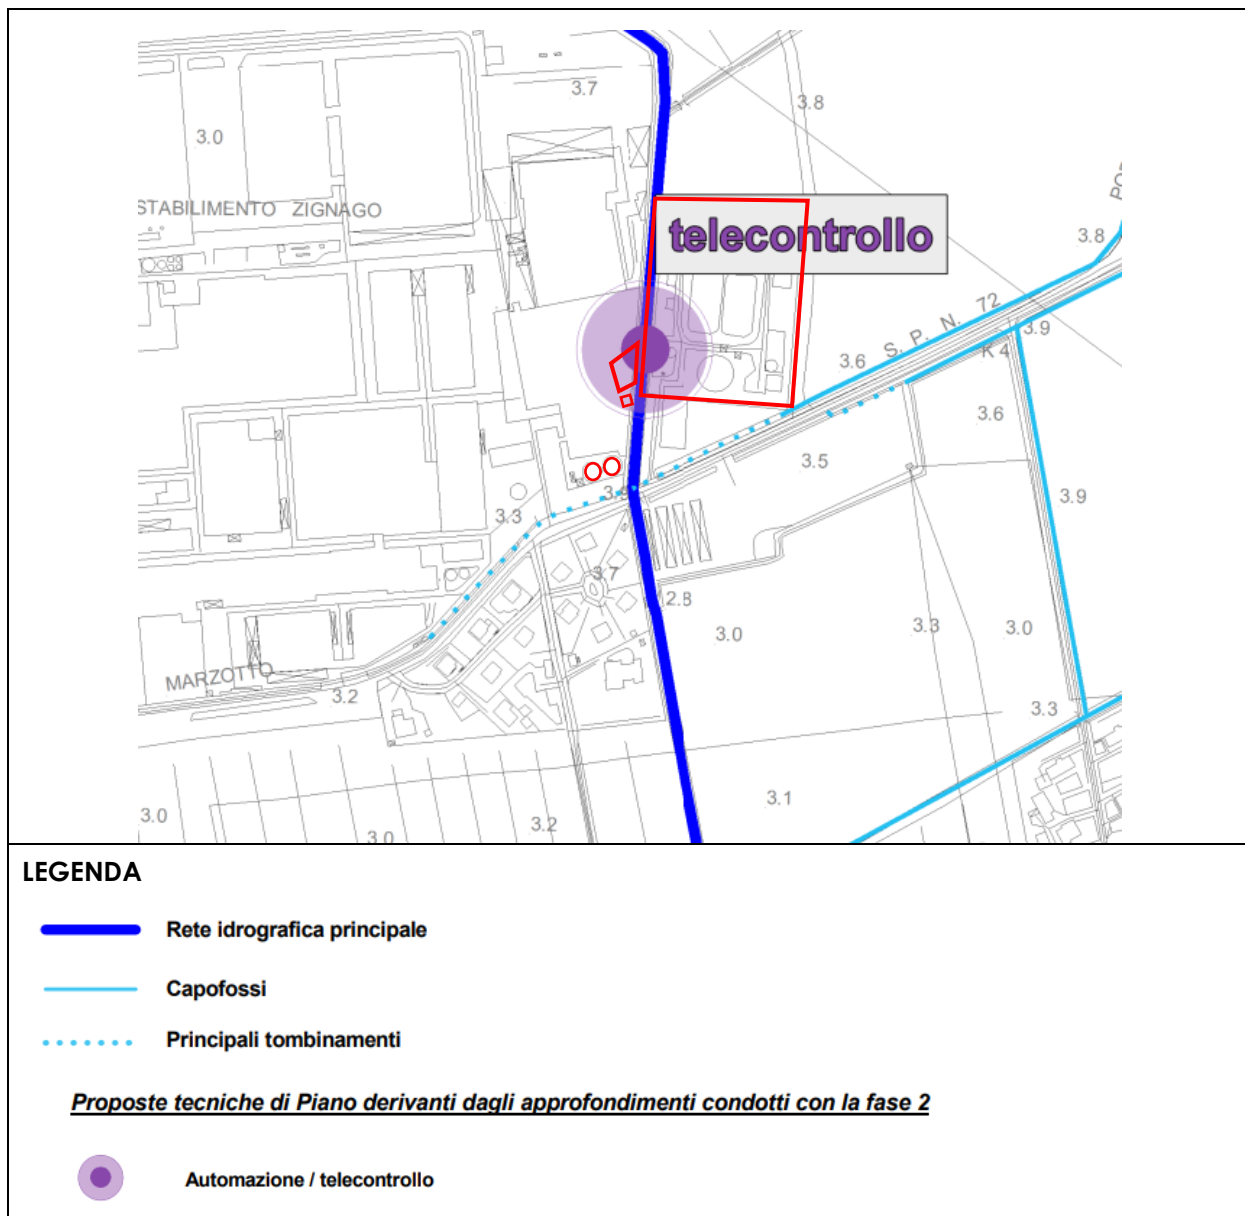 3.7
3.8
3.0
STABILIMENTO ZIGNAGO
telecontrollo
3.8
S. P. N. 72
3.9
K 4
3.6
3.6
3.5
3.9
3.3
3.7
2.8
3.0
3.3
3.0
MARZOTTO
3.2
3.3
3.1
3.0
3.0
3.2
LEGENDA
Rete idrografica principale
Capofossi
Principali tombinamenti
Proposte tecniche di Piano derivanti dagli approfondimenti condotti con la fase 2
Automazione / telecontrollo